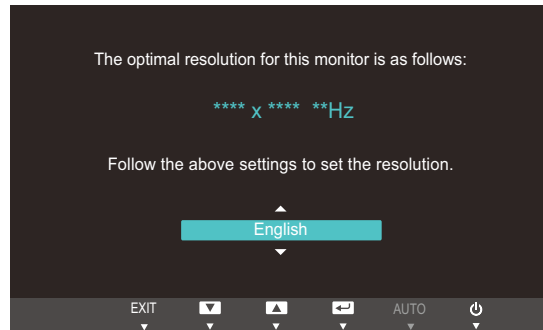 The optimal resolution for this monitor is as follows:
**** x **** **Hz
Follow the above settings to set the resolution.
English
EXIT AUTO